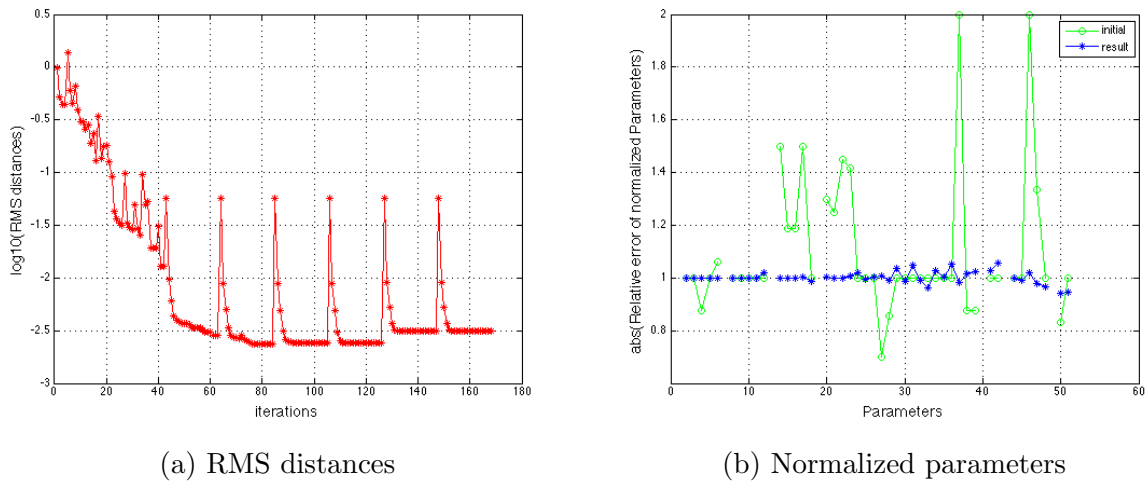 0.5
0
-0.5
-1
-1.5
-2
-2.5
-3
0 20 40 60 80 100 120 140 160 180
log10(RMS distances)
iterations
(a) RMS distances
2
1.8
1.6
1.4
1.2
1
0.8
0 10 20 30 40 50 60
abs(Relative error of normalized Parameters)
Parameters
initial
result
(b) Normalized parameters